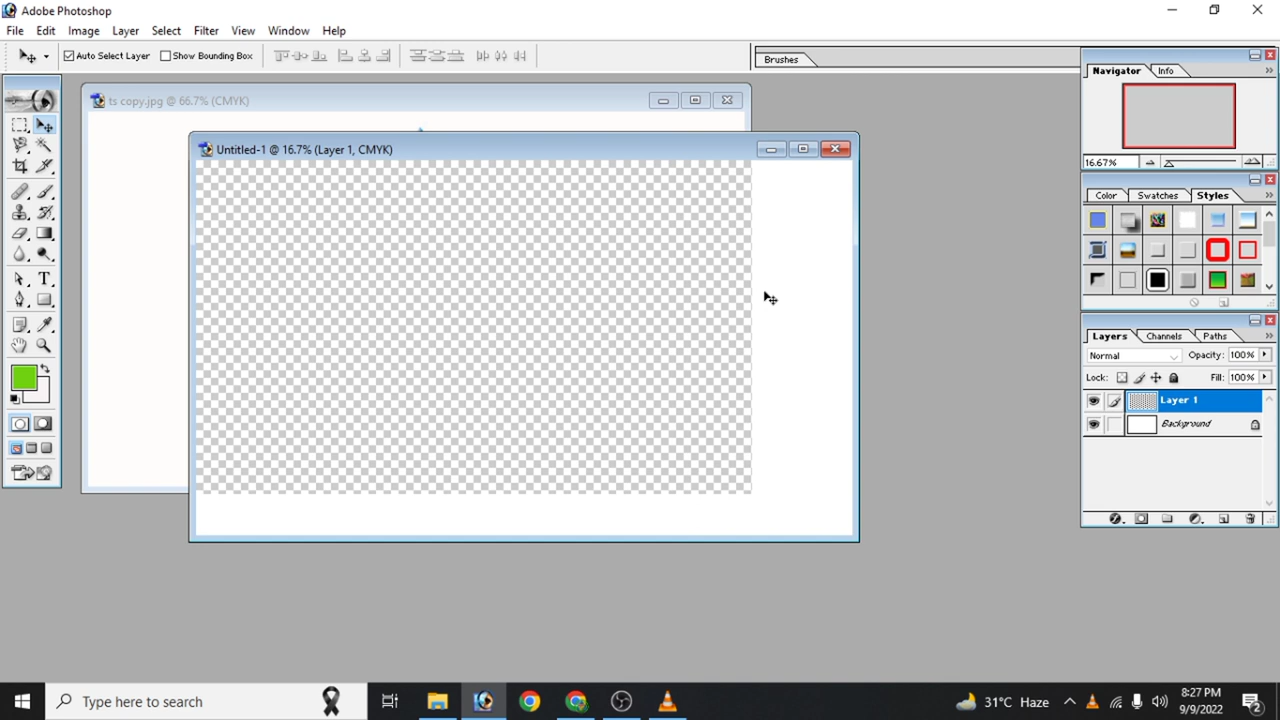 Adobe Photoshop
File Edit Image Layer Select Filter View Window Help
Auto Select Layer Show Bounding Box
Brushes
ts copy.jpg @ 66.7% (CMYK)
Untitled-1 @ 16.7% (Layer 1, CMYK)
Navigator Info
16.67%
Color Swatches Styles
Layers Channels Paths
Normal Opacity: 100%
Lock: Fill: 100%
Layer 1
Background
Type here to search
31°C Haze
8:27 PM
9/9/2022
2